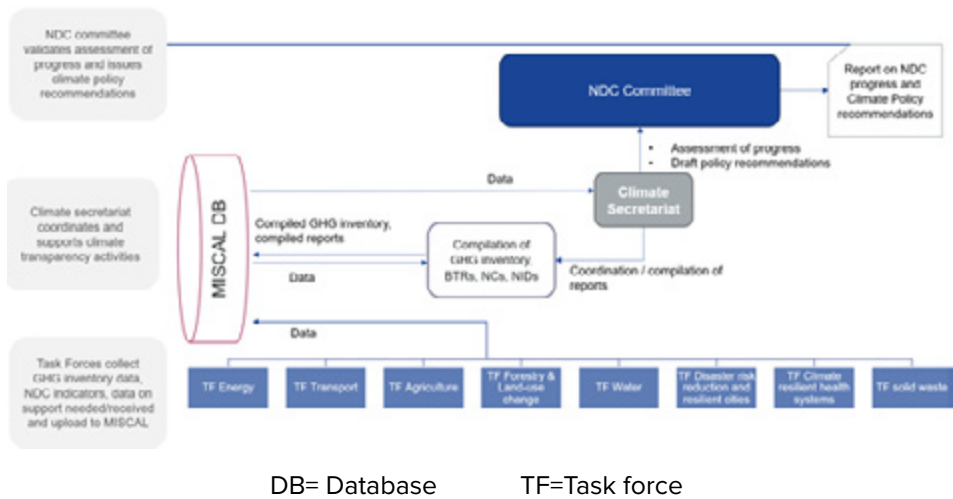 NDC committee
validates assessment of
progress and issues
climate policy
recommendations
NDC Committee
Report on NDC
progress and
Climate Policy
recommendations
• Assessment of progress
- Draft policy recommendations
Climate secretariat
coordinates and
supports climate
transparency activities
MISCAL DB
Data
Climate
Secretariat
Compiled GHG inventory,
compiled reports
Data
Compilation of
GHG inventory,
BTRs, NCs, NIDs
Coordination / compilation of
reports
Data
Task Forces collect
GHG inventory data,
NDC indicators, data on
support needed/received
and upload to MISCAL
TF Energy
TF Transport
TF Agriculture
TF Forestry &
Land-use
change
TF Water
TF Disaster risk
reduction and
resilient cities
TF Climate
resilient health
systems
TF solid waste
DB= Database TF=Task force